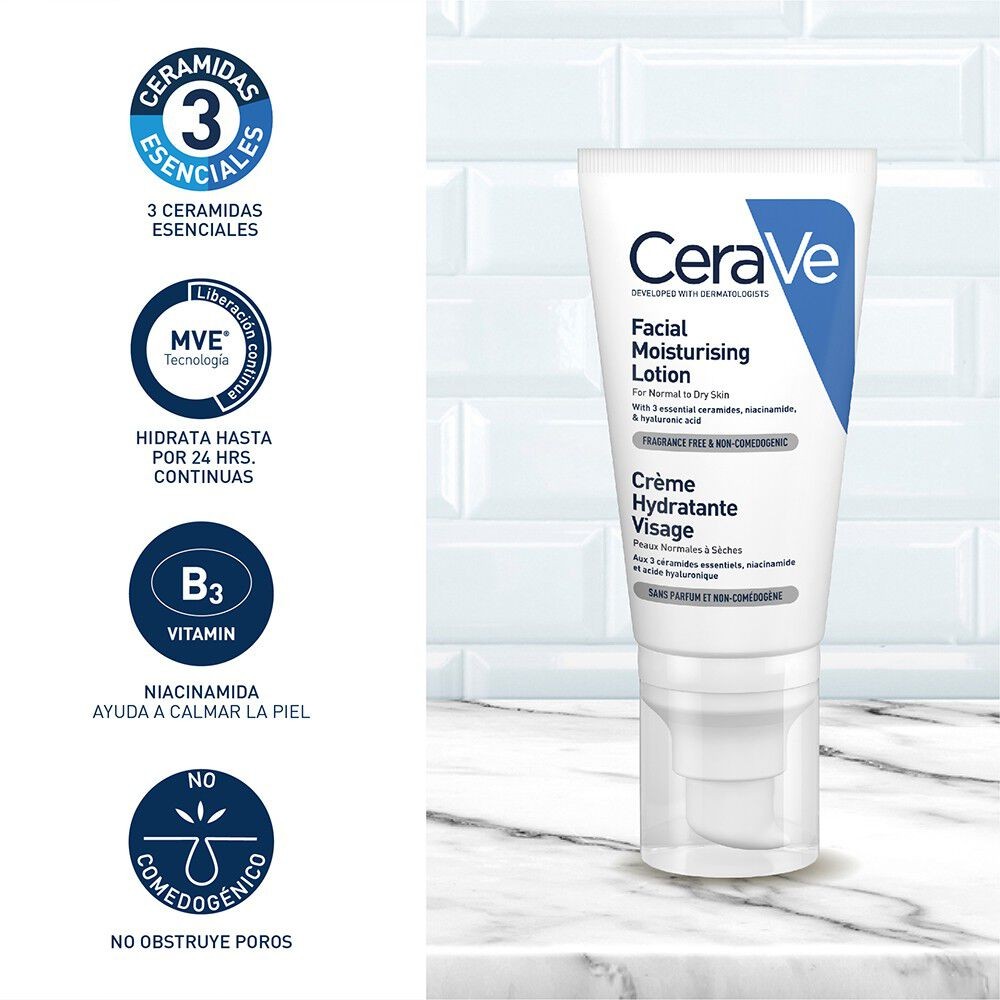 CERAMIDAS
3
ESENCIALES
3 CERAMIDAS
ESENCIALES
Liberación continua
MVE®
Tecnología
HIDRATA HASTA
POR 24 HRS.
CONTINUAS
B3
VITAMIN
NIACINAMIDA
AYUDA A CALMAR LA PIEL
NO
COMEDOGÉNICO
NO OBSTRUYE POROS
CeraVe
DEVELOPED WITH DERMATOLOGISTS
Facial
Moisturising
Lotion
For Normal to Dry Skin
With 3 essential ceramides, niacinamide,
& hyaluronic acid
FRAGRANCE FREE & NON-COMEDOGENIC
Crème
Hydratante
Visage
Peaux Normales à Sèches
Aux 3 céramides essentiels, niacinamide
et acide hyaluronique
SANS PARFUM ET NON-COMÉDOGÈNE